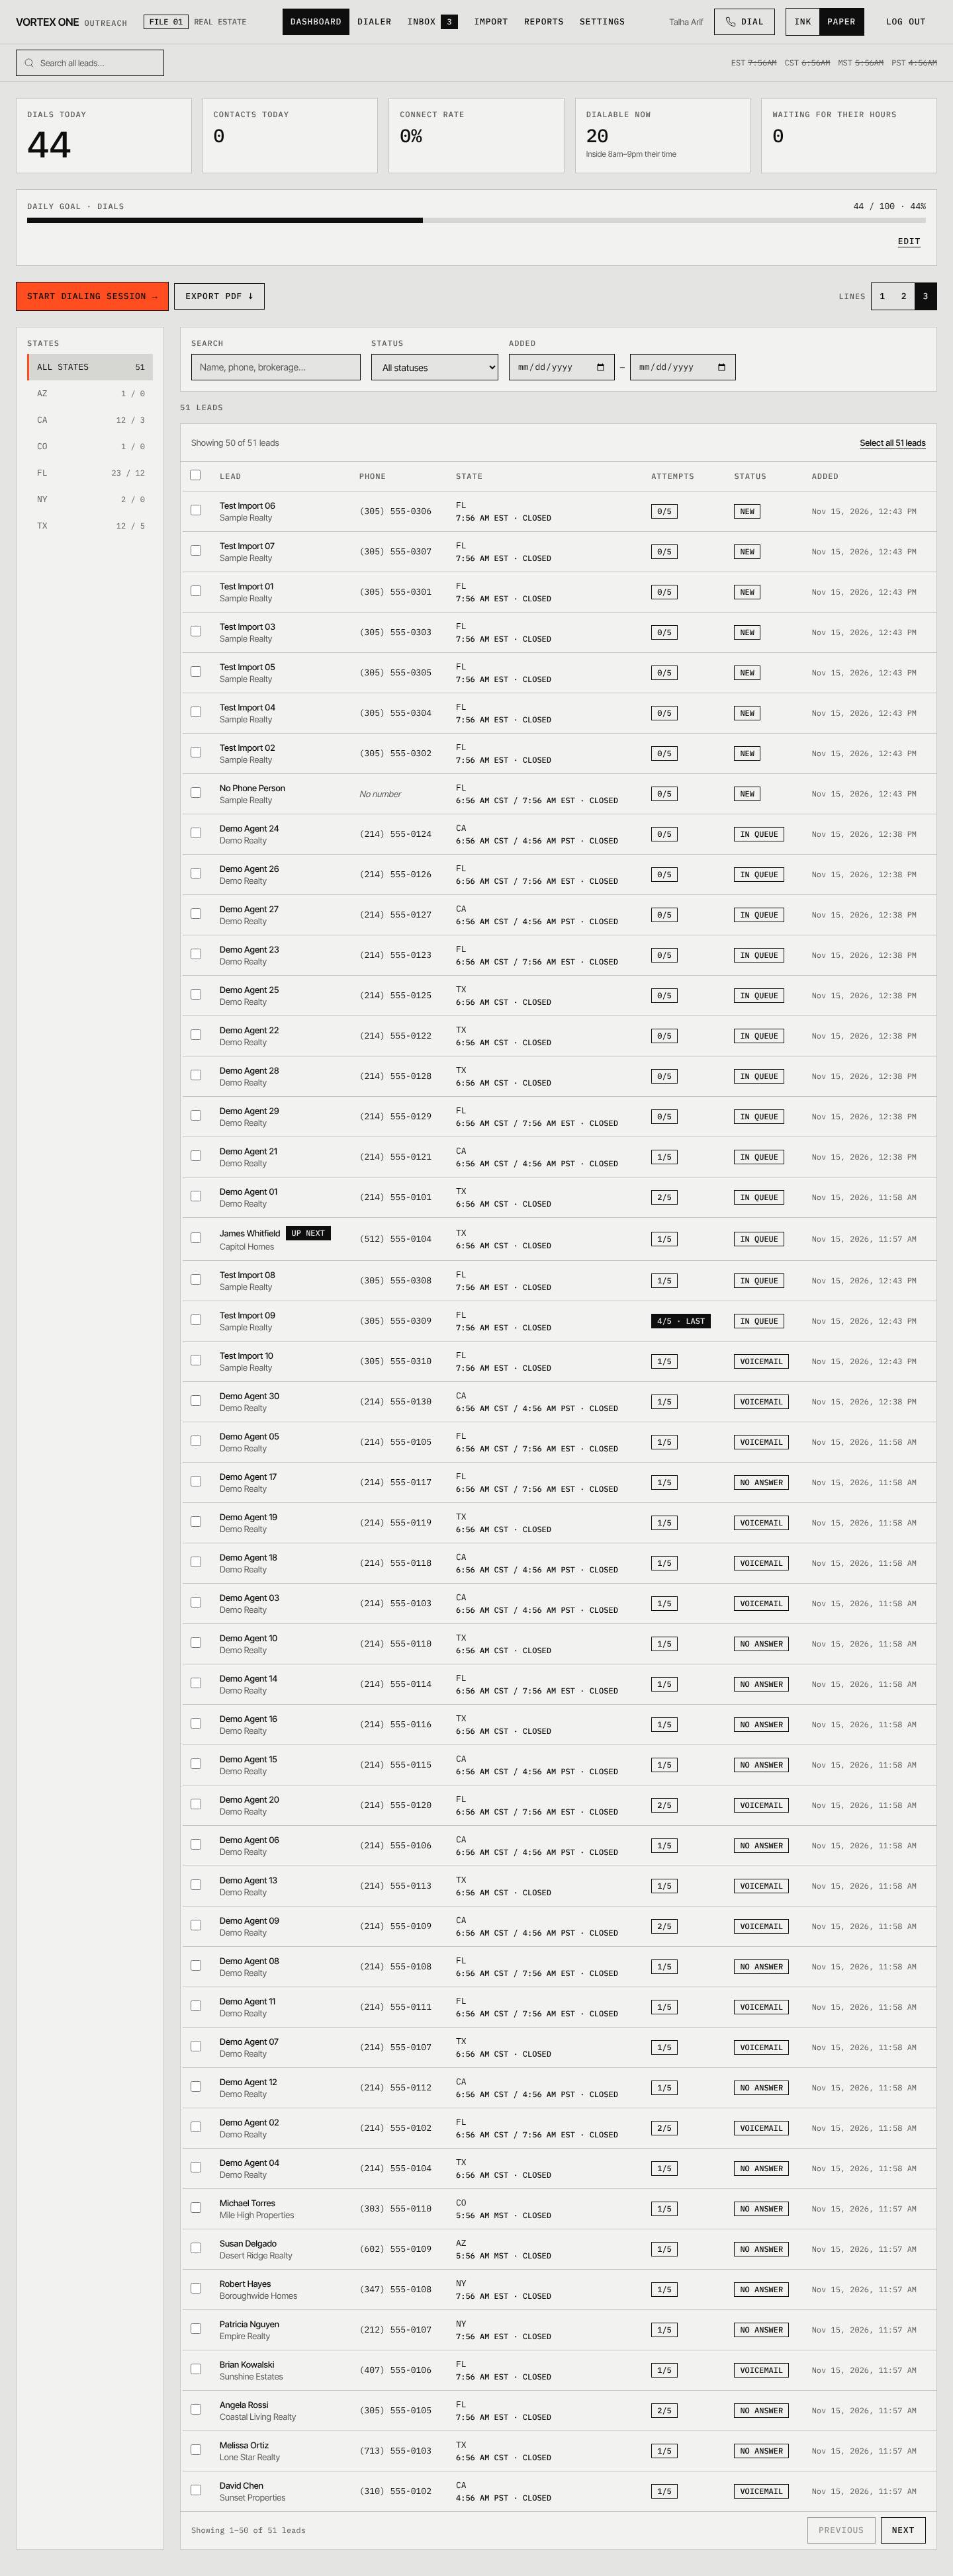 VORTEX ONE OUTREACH FILE 01 REAL ESTATE DASHBOARD DIALER INBOX 3 IMPORT REPORTS SETTINGS Talha Arif DIAL INK PAPER LOG OUT
Search all leads... EST 7:56AM CST 6:56AM MST 5:56AM PST 4:56AM
DIALS TODAY
44
CONTACTS TODAY
0
CONNECT RATE
0%
DIALABLE NOW
20
Inside 8am–9pm their time
WAITING FOR THEIR HOURS
0
DAILY GOAL · DIALS 44 / 100 · 44%
EDIT
START DIALING SESSION → EXPORT PDF ↓ LINES 1 2 3
STATES
ALL STATES 51
AZ 1 / 0
CA 12 / 3
CO 1 / 0
FL 23 / 12
NY 2 / 0
TX 12 / 5
SEARCH STATUS ADDED
Name, phone, brokerage... All statuses mm/dd/yyyy – mm/dd/yyyy
51 LEADS
Showing 50 of 51 leads Select all 51 leads
LEAD PHONE STATE ATTEMPTS STATUS ADDED
Test Import 06 (305) 555-0306 FL 0/5 NEW Nov 15, 2026, 12:43 PM
Sample Realty 7:56 AM EST · CLOSED
Test Import 07 (305) 555-0307 FL 0/5 NEW Nov 15, 2026, 12:43 PM
Sample Realty 7:56 AM EST · CLOSED
Test Import 01 (305) 555-0301 FL 0/5 NEW Nov 15, 2026, 12:43 PM
Sample Realty 7:56 AM EST · CLOSED
Test Import 03 (305) 555-0303 FL 0/5 NEW Nov 15, 2026, 12:43 PM
Sample Realty 7:56 AM EST · CLOSED
Test Import 05 (305) 555-0305 FL 0/5 NEW Nov 15, 2026, 12:43 PM
Sample Realty 7:56 AM EST · CLOSED
Test Import 04 (305) 555-0304 FL 0/5 NEW Nov 15, 2026, 12:43 PM
Sample Realty 7:56 AM EST · CLOSED
Test Import 02 (305) 555-0302 FL 0/5 NEW Nov 15, 2026, 12:43 PM
Sample Realty 7:56 AM EST · CLOSED
No Phone Person No number FL 0/5 NEW Nov 15, 2026, 12:43 PM
Sample Realty 6:56 AM CST / 7:56 AM EST · CLOSED
Demo Agent 24 (214) 555-0124 CA 0/5 IN QUEUE Nov 15, 2026, 12:38 PM
Demo Realty 6:56 AM CST / 4:56 AM PST · CLOSED
Demo Agent 26 (214) 555-0126 FL 0/5 IN QUEUE Nov 15, 2026, 12:38 PM
Demo Realty 6:56 AM CST / 7:56 AM EST · CLOSED
Demo Agent 27 (214) 555-0127 CA 0/5 IN QUEUE Nov 15, 2026, 12:38 PM
Demo Realty 6:56 AM CST / 4:56 AM PST · CLOSED
Demo Agent 23 (214) 555-0123 FL 0/5 IN QUEUE Nov 15, 2026, 12:38 PM
Demo Realty 6:56 AM CST / 7:56 AM EST · CLOSED
Demo Agent 25 (214) 555-0125 TX 0/5 IN QUEUE Nov 15, 2026, 12:38 PM
Demo Realty 6:56 AM CST · CLOSED
Demo Agent 22 (214) 555-0122 TX 0/5 IN QUEUE Nov 15, 2026, 12:38 PM
Demo Realty 6:56 AM CST · CLOSED
Demo Agent 28 (214) 555-0128 TX 0/5 IN QUEUE Nov 15, 2026, 12:38 PM
Demo Realty 6:56 AM CST · CLOSED
Demo Agent 29 (214) 555-0129 FL 0/5 IN QUEUE Nov 15, 2026, 12:38 PM
Demo Realty 6:56 AM CST / 7:56 AM EST · CLOSED
Demo Agent 21 (214) 555-0121 CA 1/5 IN QUEUE Nov 15, 2026, 12:38 PM
Demo Realty 6:56 AM CST / 4:56 AM PST · CLOSED
Demo Agent 01 (214) 555-0101 TX 2/5 IN QUEUE Nov 15, 2026, 11:58 AM
Demo Realty 6:56 AM CST · CLOSED
James Whitfield UP NEXT (512) 555-0104 TX 1/5 IN QUEUE Nov 15, 2026, 11:57 AM
Capitol Homes 6:56 AM CST · CLOSED
Test Import 08 (305) 555-0308 FL 1/5 IN QUEUE Nov 15, 2026, 12:43 PM
Sample Realty 7:56 AM EST · CLOSED
Test Import 09 (305) 555-0309 FL 4/5 · LAST IN QUEUE Nov 15, 2026, 12:43 PM
Sample Realty 7:56 AM EST · CLOSED
Test Import 10 (305) 555-0310 FL 1/5 VOICEMAIL Nov 15, 2026, 12:43 PM
Sample Realty 7:56 AM EST · CLOSED
Demo Agent 30 (214) 555-0130 CA 1/5 VOICEMAIL Nov 15, 2026, 12:38 PM
Demo Realty 6:56 AM CST / 4:56 AM PST · CLOSED
Demo Agent 05 (214) 555-0105 FL 1/5 VOICEMAIL Nov 15, 2026, 11:58 AM
Demo Realty 6:56 AM CST / 7:56 AM EST · CLOSED
Demo Agent 17 (214) 555-0117 FL 1/5 NO ANSWER Nov 15, 2026, 11:58 AM
Demo Realty 6:56 AM CST / 7:56 AM EST · CLOSED
Demo Agent 19 (214) 555-0119 TX 1/5 VOICEMAIL Nov 15, 2026, 11:58 AM
Demo Realty 6:56 AM CST · CLOSED
Demo Agent 18 (214) 555-0118 CA 1/5 VOICEMAIL Nov 15, 2026, 11:58 AM
Demo Realty 6:56 AM CST / 4:56 AM PST · CLOSED
Demo Agent 03 (214) 555-0103 CA 1/5 VOICEMAIL Nov 15, 2026, 11:58 AM
Demo Realty 6:56 AM CST / 4:56 AM PST · CLOSED
Demo Agent 10 (214) 555-0110 TX 1/5 NO ANSWER Nov 15, 2026, 11:58 AM
Demo Realty 6:56 AM CST · CLOSED
Demo Agent 14 (214) 555-0114 FL 1/5 NO ANSWER Nov 15, 2026, 11:58 AM
Demo Realty 6:56 AM CST / 7:56 AM EST · CLOSED
Demo Agent 16 (214) 555-0116 TX 1/5 NO ANSWER Nov 15, 2026, 11:58 AM
Demo Realty 6:56 AM CST · CLOSED
Demo Agent 15 (214) 555-0115 CA 1/5 NO ANSWER Nov 15, 2026, 11:58 AM
Demo Realty 6:56 AM CST / 4:56 AM PST · CLOSED
Demo Agent 20 (214) 555-0120 FL 2/5 VOICEMAIL Nov 15, 2026, 11:58 AM
Demo Realty 6:56 AM CST / 7:56 AM EST · CLOSED
Demo Agent 06 (214) 555-0106 CA 1/5 NO ANSWER Nov 15, 2026, 11:58 AM
Demo Realty 6:56 AM CST / 4:56 AM PST · CLOSED
Demo Agent 13 (214) 555-0113 TX 1/5 VOICEMAIL Nov 15, 2026, 11:58 AM
Demo Realty 6:56 AM CST · CLOSED
Demo Agent 09 (214) 555-0109 CA 2/5 VOICEMAIL Nov 15, 2026, 11:58 AM
Demo Realty 6:56 AM CST / 4:56 AM PST · CLOSED
Demo Agent 08 (214) 555-0108 FL 1/5 NO ANSWER Nov 15, 2026, 11:58 AM
Demo Realty 6:56 AM CST / 7:56 AM EST · CLOSED
Demo Agent 11 (214) 555-0111 FL 1/5 VOICEMAIL Nov 15, 2026, 11:58 AM
Demo Realty 6:56 AM CST / 7:56 AM EST · CLOSED
Demo Agent 07 (214) 555-0107 TX 1/5 VOICEMAIL Nov 15, 2026, 11:58 AM
Demo Realty 6:56 AM CST · CLOSED
Demo Agent 12 (214) 555-0112 CA 1/5 NO ANSWER Nov 15, 2026, 11:58 AM
Demo Realty 6:56 AM CST / 4:56 AM PST · CLOSED
Demo Agent 02 (214) 555-0102 FL 2/5 VOICEMAIL Nov 15, 2026, 11:58 AM
Demo Realty 6:56 AM CST / 7:56 AM EST · CLOSED
Demo Agent 04 (214) 555-0104 TX 1/5 NO ANSWER Nov 15, 2026, 11:58 AM
Demo Realty 6:56 AM CST · CLOSED
Michael Torres (303) 555-0110 CO 1/5 NO ANSWER Nov 15, 2026, 11:57 AM
Mile High Properties 5:56 AM MST · CLOSED
Susan Delgado (602) 555-0109 AZ 1/5 NO ANSWER Nov 15, 2026, 11:57 AM
Desert Ridge Realty 5:56 AM MST · CLOSED
Robert Hayes (347) 555-0108 NY 1/5 NO ANSWER Nov 15, 2026, 11:57 AM
Boroughwide Homes 7:56 AM EST · CLOSED
Patricia Nguyen (212) 555-0107 NY 1/5 NO ANSWER Nov 15, 2026, 11:57 AM
Empire Realty 7:56 AM EST · CLOSED
Brian Kowalski (407) 555-0106 FL 1/5 VOICEMAIL Nov 15, 2026, 11:57 AM
Sunshine Estates 7:56 AM EST · CLOSED
Angela Rossi (305) 555-0105 FL 2/5 NO ANSWER Nov 15, 2026, 11:57 AM
Coastal Living Realty 7:56 AM EST · CLOSED
Melissa Ortiz (713) 555-0103 TX 1/5 NO ANSWER Nov 15, 2026, 11:57 AM
Lone Star Realty 6:56 AM CST · CLOSED
David Chen (310) 555-0102 CA 1/5 VOICEMAIL Nov 15, 2026, 11:57 AM
Sunset Properties 4:56 AM PST · CLOSED
Showing 1–50 of 51 leads PREVIOUS NEXT